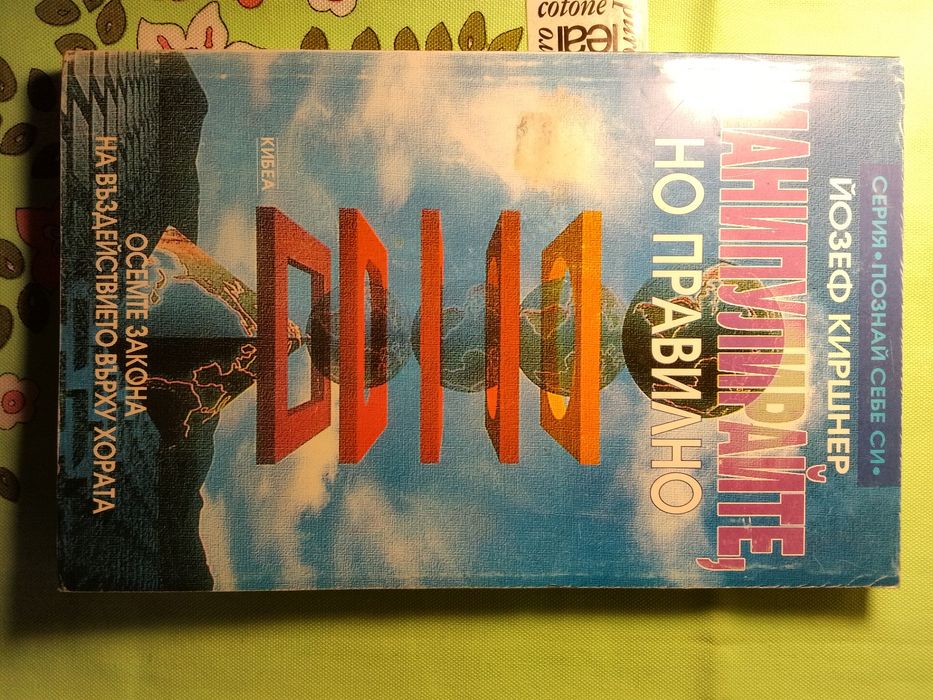 СЕРИЯ • ПОЗНАЙ СЕБЕ СИ •
ЙОЗЕФ КИРШНЕР
МАНИПУЛИРАЙТЕ,
НО ПРАВИЛНО
КИБЕА
ОСЕМТЕ ЗАКОНА
НА ВЪЗДЕЙСТВИЕТО ВЪРХУ ХОРАТА
cotone